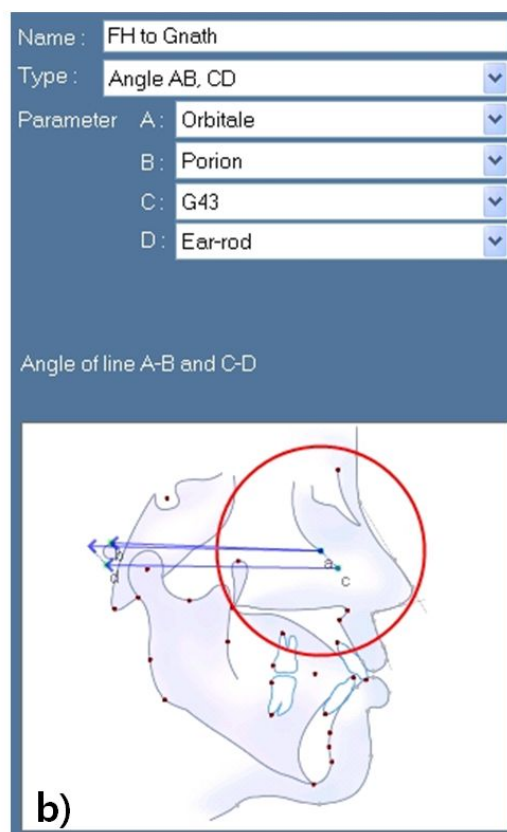 Name : FH to Gnath
Type : Angle AB, CD
Parameter A : Orbitale
B : Porion
C : G43
D : Ear-rod
Angle of line A-B and C-D
b
a
d
c
b)